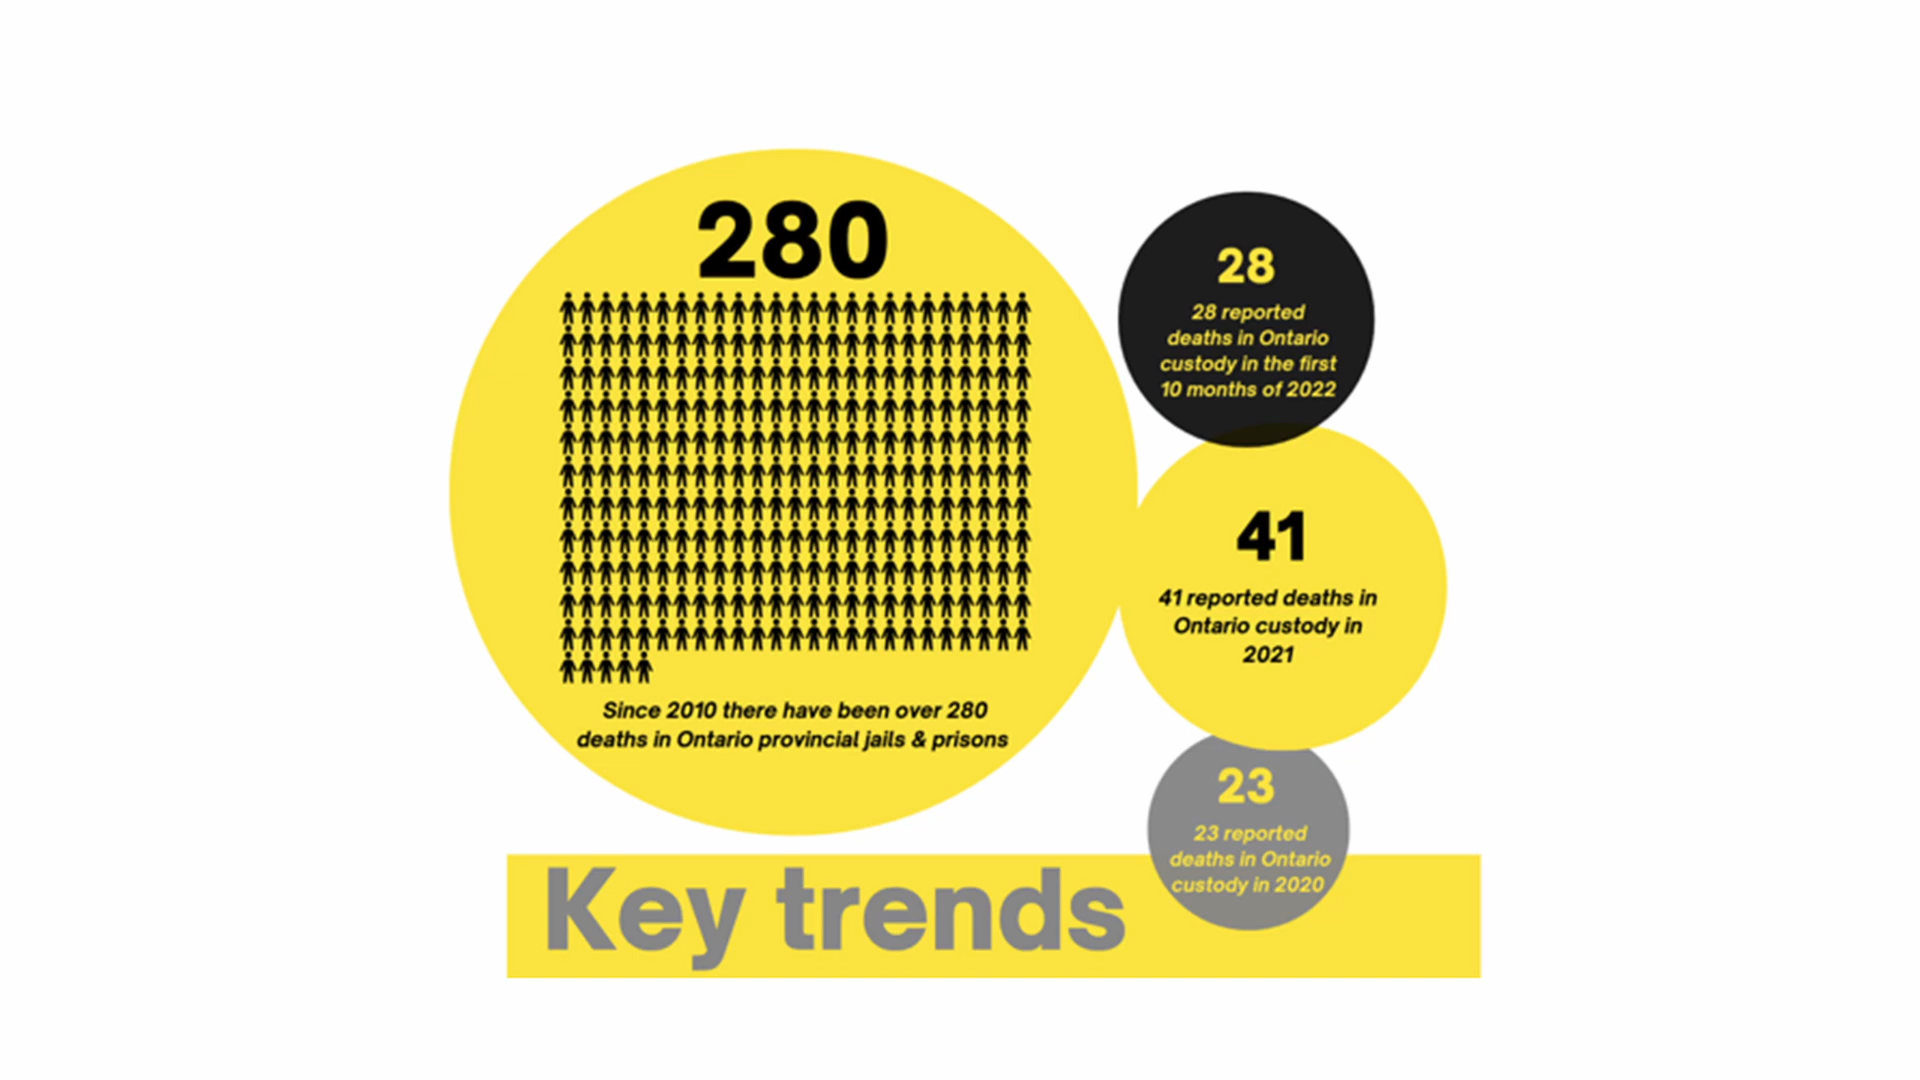 280
Since 2010 there have been over 280
deaths in Ontario provincial jails & prisons
28
28 reported
deaths in Ontario
custody in the first
10 months of 2022
41
41 reported deaths in
Ontario custody in
2021
23
23 reported
deaths in Ontario
custody in 2020
Key trends